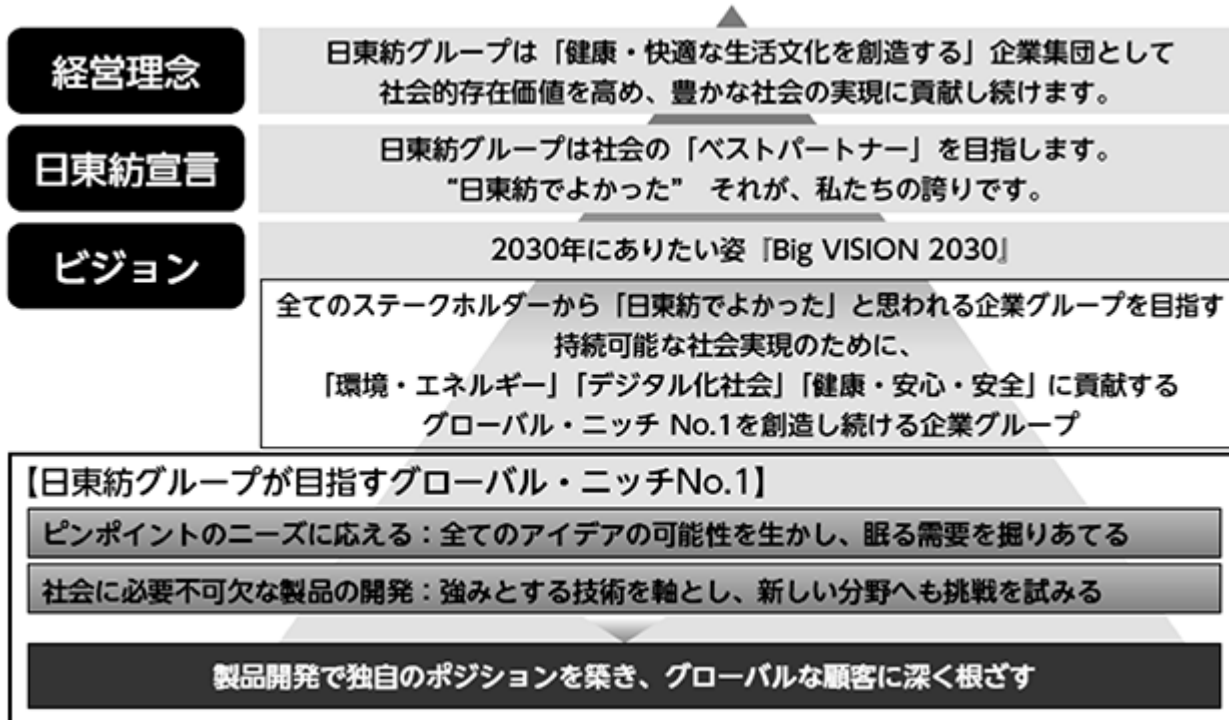 経営理念
日東紡グループは「健康・快適な生活文化を創造する」企業集団として
社会的存在価値を高め、豊かな社会の実現に貢献し続けます。
日東紡宣言
日東紡グループは社会の「ベストパートナー」を目指します。
“日東紡でよかった” それが、私たちの誇りです。
ビジョン
2030年にありたい姿『Big VISION 2030』
全てのステークホルダーから「日東紡でよかった」と思われる企業グループを目指す
持続可能な社会実現のために、
「環境・エネルギー」「デジタル化社会」「健康・安心・安全」に貢献する
グローバル・ニッチ No.1を創造し続ける企業グループ
【日東紡グループが目指すグローバル・ニッチNo.1】
ピンポイントのニーズに応える：全てのアイデアの可能性を生かし、眠る需要を掘りあてる
社会に必要不可欠な製品の開発：強みとする技術を軸とし、新しい分野へも挑戦を試みる
製品開発で独自のポジションを築き、グローバルな顧客に深く根ざす